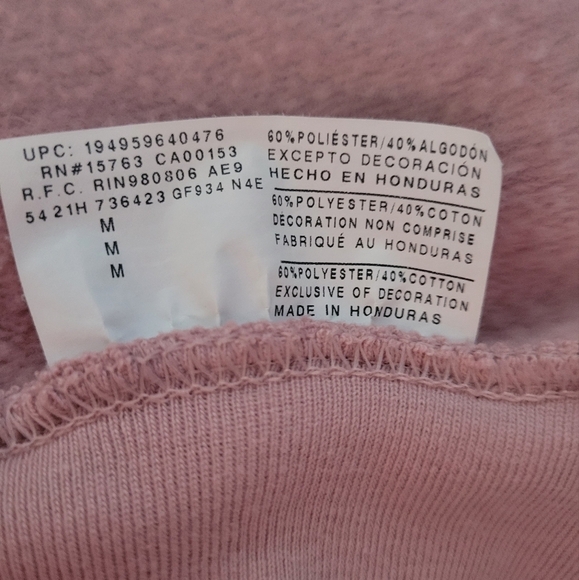 UPC: 194959640476
RN#15763 CA00153
R.F.C. RIN980806 AE9
5421H 736423 GF934 N4E
M
M
M
60%POLIÉSTER/40%ALGODÓN
EXCEPTO DECORACIÓN
HECHO EN HONDURAS
60%POLYESTER/40%COTON
DÉCORATION NON COMPRISE
FABRIQUÉ AU HONDURAS
60%POLYESTER/40%COTTON
EXCLUSIVE OF DECORATION
MADE IN HONDURAS